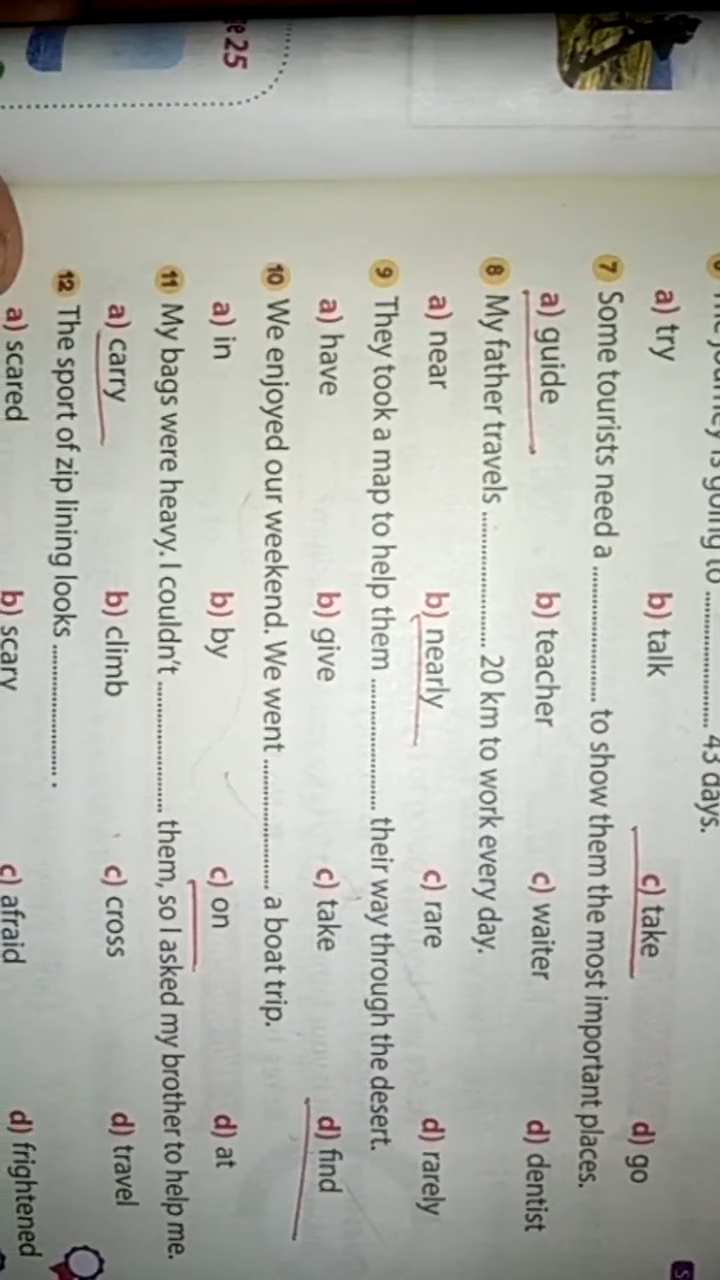 journey is going to ........................ 43 days.
a) try b) talk c) take d) go
7 Some tourists need a ........................ to show them the most important places.
a) guide b) teacher c) waiter d) dentist
8 My father travels ........................ 20 km to work every day.
a) near b) nearly c) rare d) rarely
9 They took a map to help them ........................ their way through the desert.
a) have b) give c) take d) find
10 We enjoyed our weekend. We went ........................ a boat trip.
a) in b) by c) on d) at
11 My bags were heavy. I couldn't ........................ them, so I asked my brother to help me.
a) carry b) climb c) cross d) travel
12 The sport of zip lining looks ........................ .
a) scared b) scary c) afraid d) frightened
25